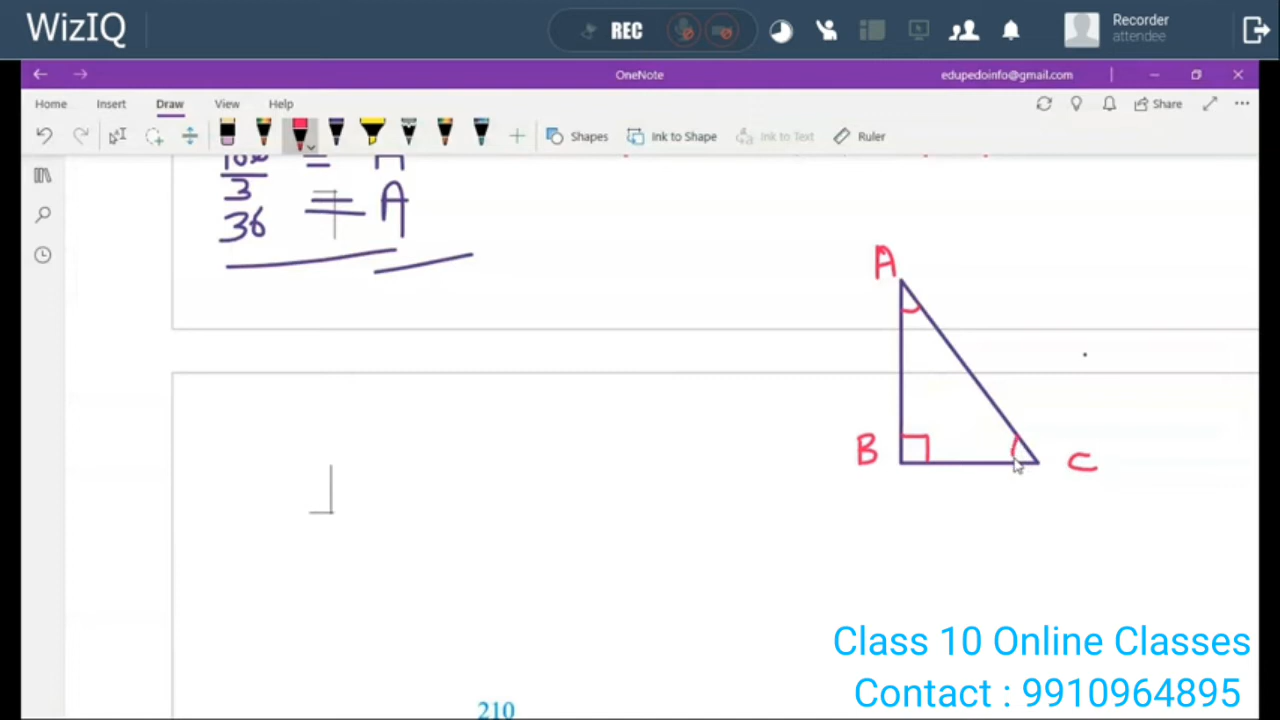 WizIQ
REC
Recorder
attendee
OneNote
edupedoinfo@gmail.com
Home Insert Draw View Help
Share
Shapes
Ink to Shape
Ink to Text
Ruler
3
36 = A
A
B
C
Class 10 Online Classes
Contact : 9910964895
210